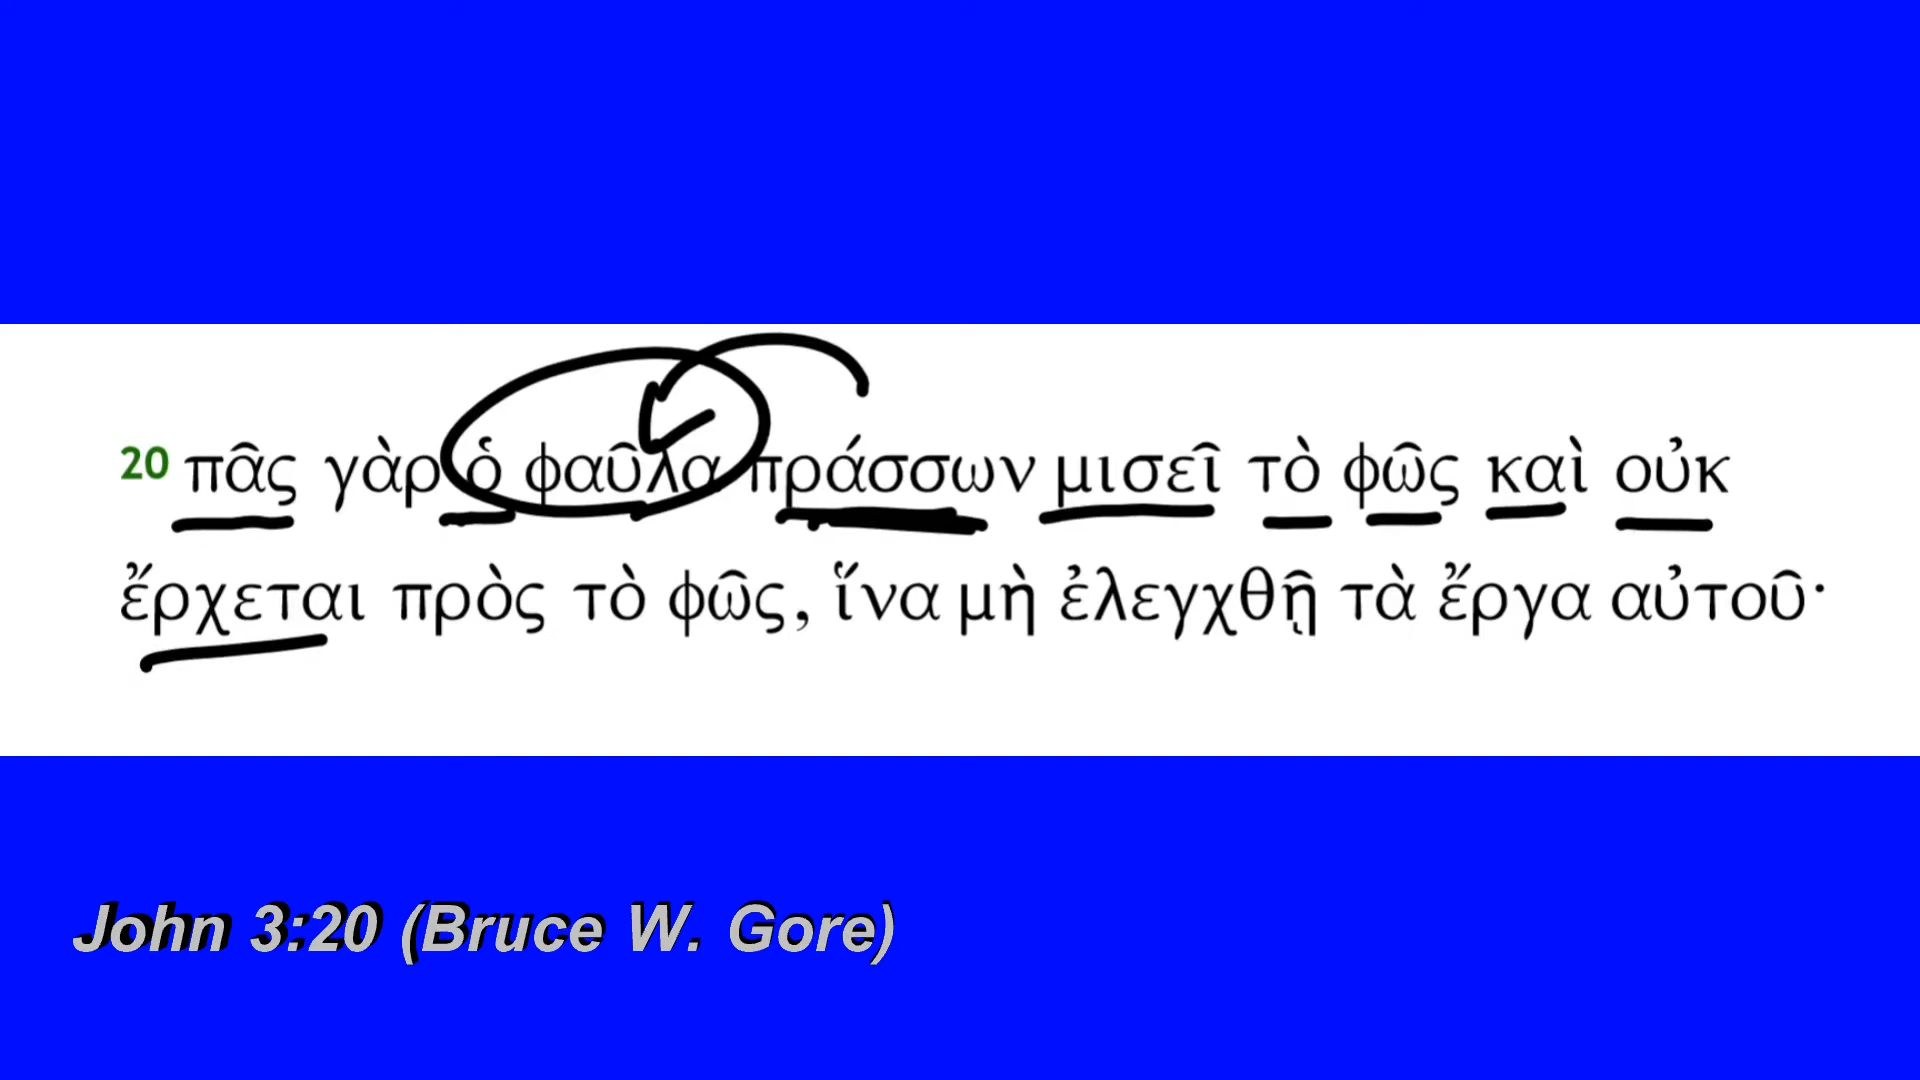 20 πᾶς γὰρ ὁ φαῦλα πράσσων μισεῖ τὸ φῶς καὶ οὐκ
ἔρχεται πρὸς τὸ φῶς, ἵνα μὴ ἐλεγχθῇ τὰ ἔργα αὐτοῦ·
John 3:20 (Bruce W. Gore)